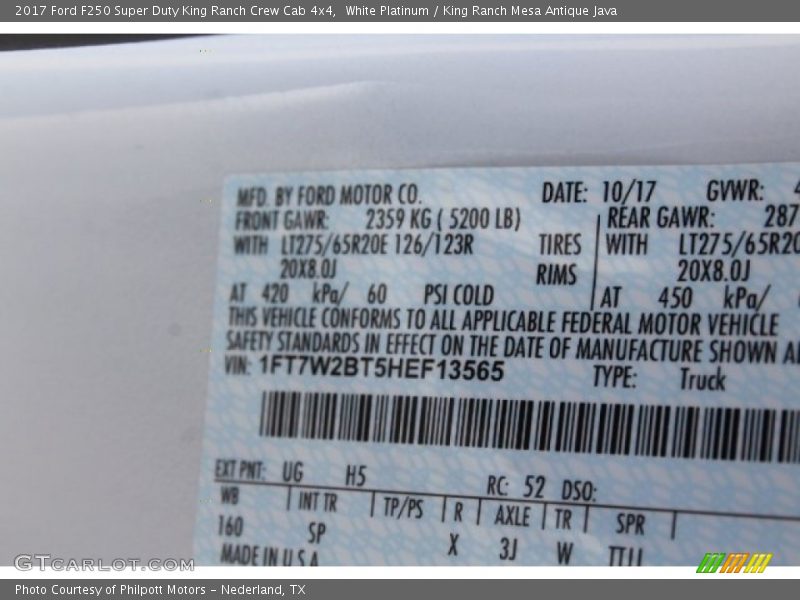 2017 Ford F250 Super Duty King Ranch Crew Cab 4x4, White Platinum / King Ranch Mesa Antique Java
MFD. BY FORD MOTOR CO. DATE: 10/17 GVWR:
FRONT GAWR: 2359 KG ( 5200 LB) REAR GAWR: 287
WITH LT275/65R20E 126/123R TIRES WITH LT275/65R20
20X8.0J RIMS 20X8.0J
AT 420 kPa/ 60 PSI COLD AT 450 kPa/
THIS VEHICLE CONFORMS TO ALL APPLICABLE FEDERAL MOTOR VEHICLE
SAFETY STANDARDS IN EFFECT ON THE DATE OF MANUFACTURE SHOWN
VIN: 1FT7W2BT5HEF13565 TYPE: Truck
EXT PNT: UG H5 RC: 52 DSO:
WB INT TR TP/PS R AXLE TR SPR
160 SP X 3J W
MADE IN U S A
GTCARLOT.COM
Photo Courtesy of Philpott Motors - Nederland, TX